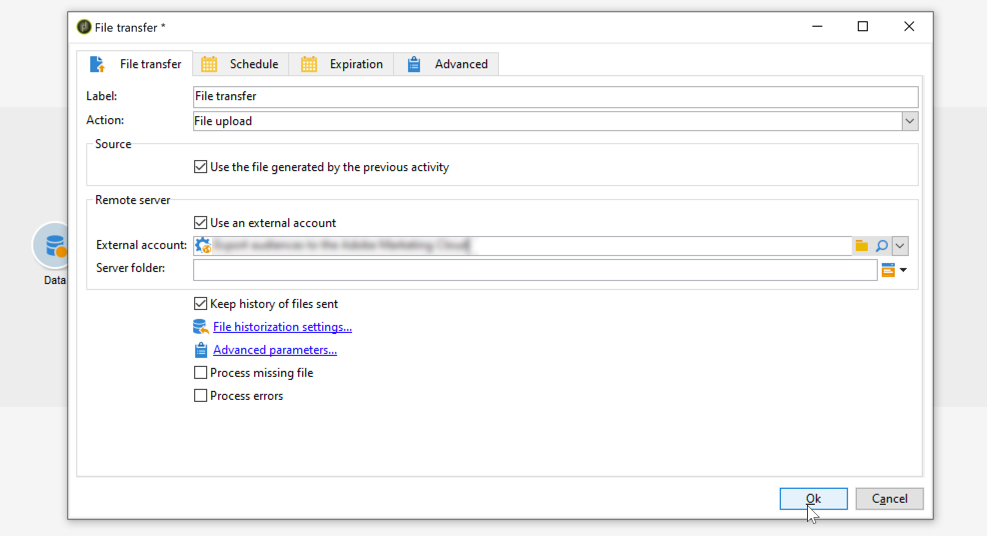 File transfer *
File transfer Schedule Expiration Advanced
Label: File transfer
Action: File upload
Source
Use the file generated by the previous activity
Remote server
Use an external account
External account:
Server folder:
Keep history of files sent
File historization settings...
Advanced parameters...
Process missing file
Process errors
Data
Ok Cancel